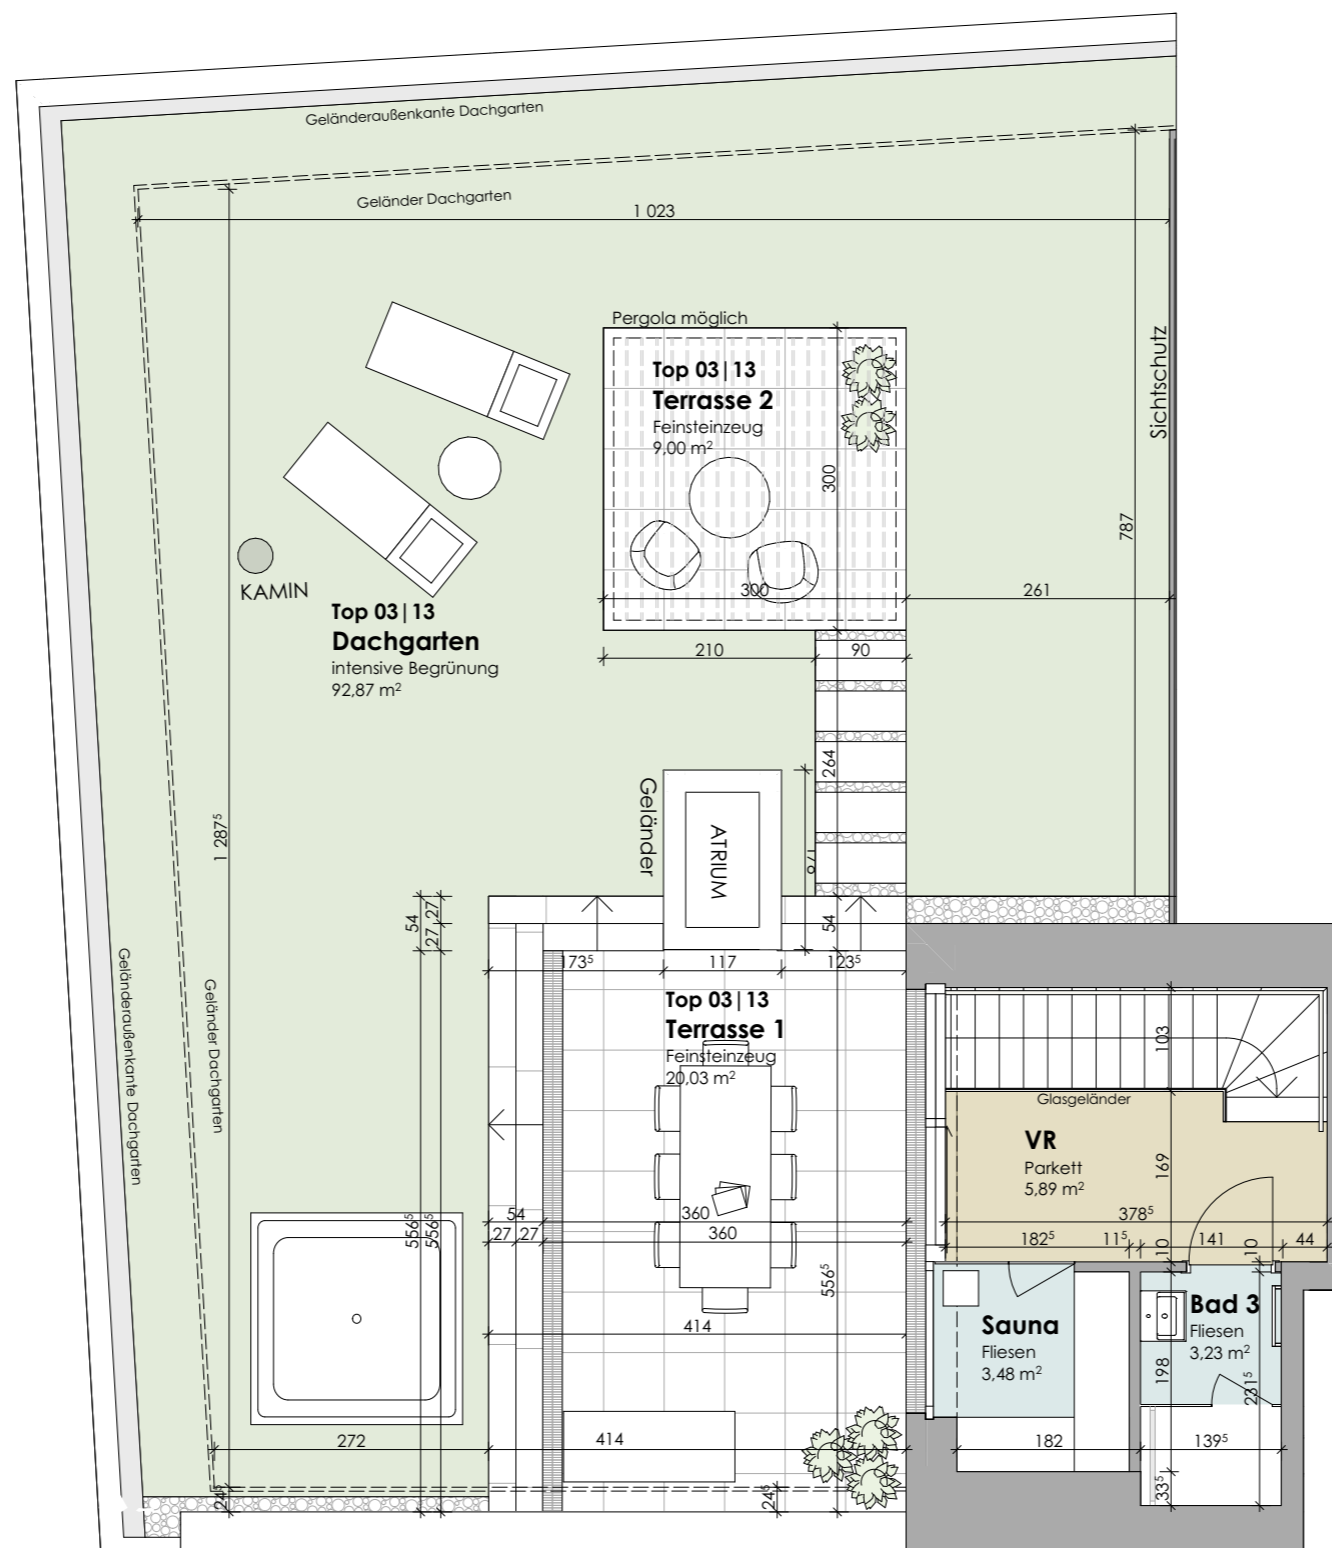 Geländeraußenkante Dachgarten
Geländer Dachgarten
1 023
Pergola möglich
Top 03|13
Terrasse 2
Feinsteinzeug
9,00 m²
300
Sichtschutz
787
KAMIN
Top 03|13
Dachgarten
intensive Begrünung
92,87 m²
300
261
210
90
264
Geländer
ATRIUM
1 287⁵
54
27
27
54
173⁵
117
123⁵
Top 03|13
Terrasse 1
Feinsteinzeug
20,03 m²
Geländeraußenkante Dachgarten
Geländer Dachgarten
103
Glasgeländer
VR
Parkett
5,89 m²
169
378⁵
182⁵
11⁵
10
141
10
44
54
360
27
27
360
556⁵
556⁵
556⁵
414
Sauna
Fliesen
3,48 m²
Bad 3
Fliesen
3,23 m²
198
231⁵
272
414
182
139⁵
24⁵
24⁵
33⁵